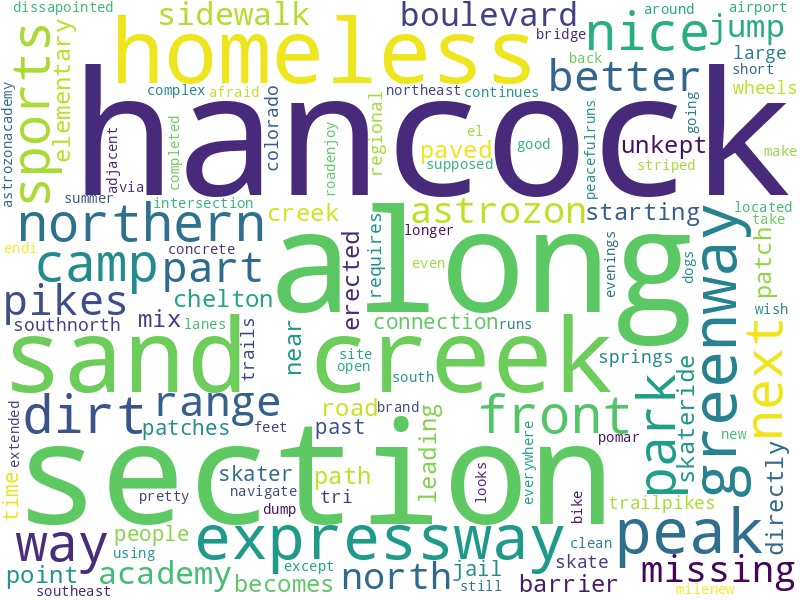 dissapointed
sidewalk
boulevard
around
airport
sports
elementary
homeless
bridge
nice
jump
back
better
large
short
astrozonacademy
hancock
complex
afraid
colorado
northeast
continues
wheels
regional
going
adjacent
completed
roadenjoy
el
paved
supposed
good
peacefulruns
unkept
striped
make
via
summer
intersection
creek
astrozon
starting
located
take
northern
concrete
along
longer
greenway
patch
endi
camp
part
erected
requires
even
evenings
dogs
wish
pikes
chelton
southnorth
mix
lanes
trails
near
connection
runs
springs
next
sand creek
site
open
south
park
skateride
dirt
range
road
brand
front
patches
feet
past
leading
pomar
new
extended
section
everywhere
directly
time
skater
path
looks
pretty
navigate
tri
dump
bike
trailpikes
way
people
using
expressway
clean
peak
point
academy
becomes
except
north
jail
still
skate
barrier
missing
southeast
milenew